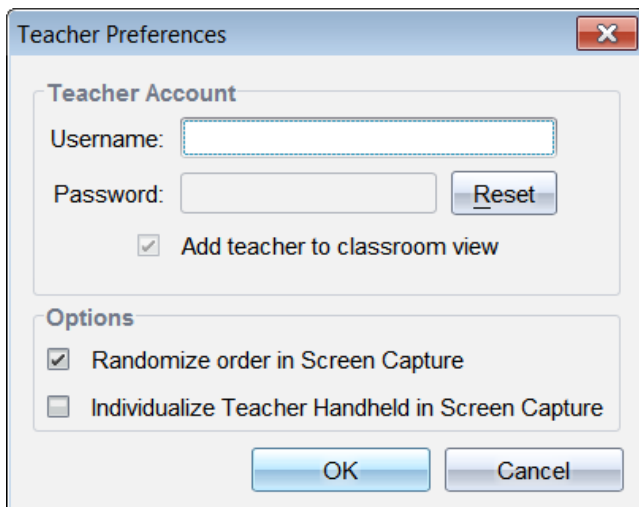 Teacher Preferences
Teacher Account
Username:
Password:
Reset
Add teacher to classroom view
Options
Randomize order in Screen Capture
Individualize Teacher Handheld in Screen Capture
OK
Cancel